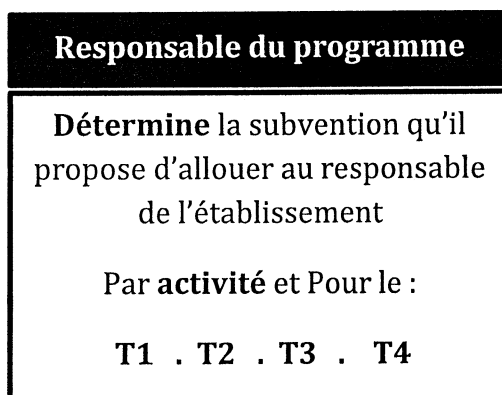 Responsable du programme
Détermine la subvention qu'il
propose d'allouer au responsable
de l'établissement
Par activité et Pour le :
T1 . T2 . T3 . T4